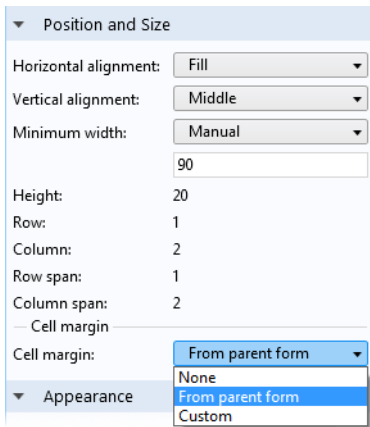 Position and Size
Horizontal alignment: Fill
Vertical alignment: Middle
Minimum width: Manual
90
Height: 20
Row: 1
Column: 2
Row span: 1
Column span: 2
Cell margin
Cell margin: From parent form
None
Appearance From parent form
Custom